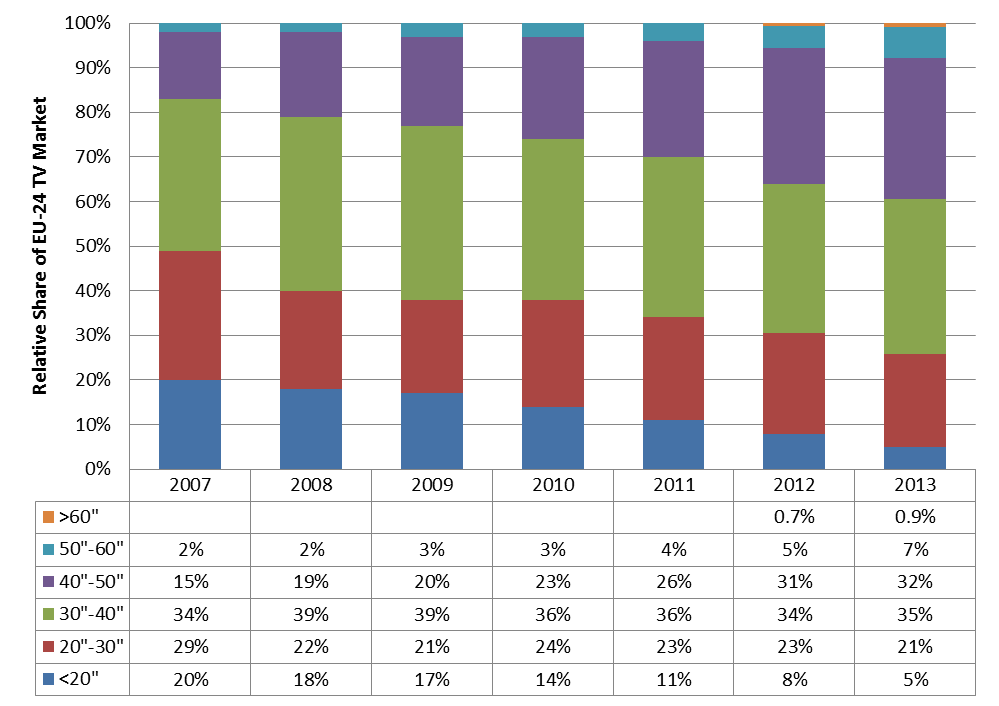 100%
90%
80%
70%
60%
50%
40%
30%
20%
10%
0%
Relative Share of EU-24 TV Market
2007 2008 2009 2010 2011 2012 2013
>60" 0.7% 0.9%
50"-60" 2% 2% 3% 3% 4% 5% 7%
40"-50" 15% 19% 20% 23% 26% 31% 32%
30"-40" 34% 39% 39% 36% 36% 34% 35%
20"-30" 29% 22% 21% 24% 23% 23% 21%
<20" 20% 18% 17% 14% 11% 8% 5%